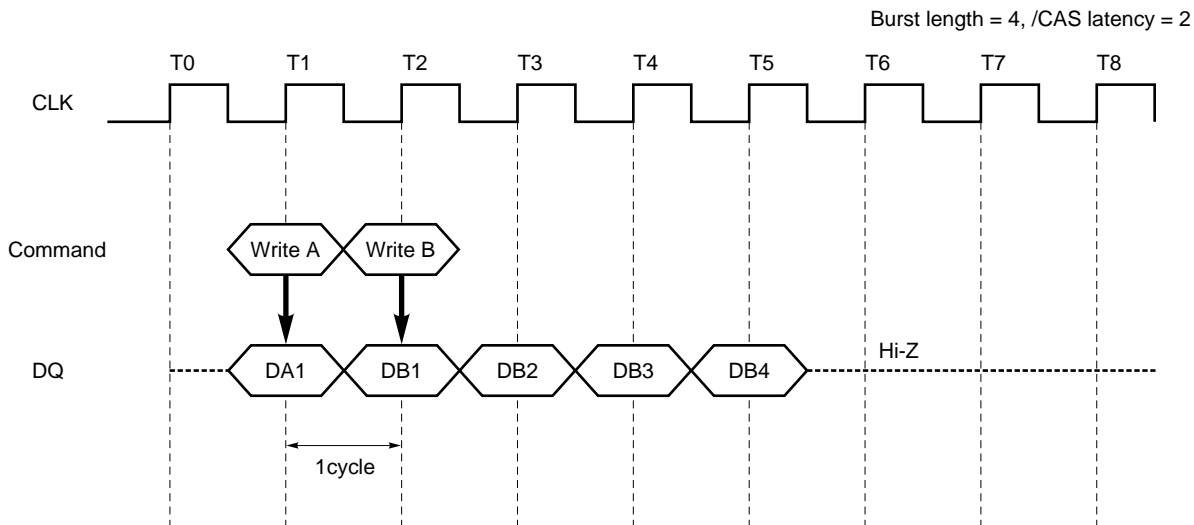 Burst length = 4, /CAS latency = 2
T0 T1 T2 T3 T4 T5 T6 T7 T8
CLK
Command Write A Write B
DQ DA1 DB1 DB2 DB3 DB4 Hi-Z
1cycle